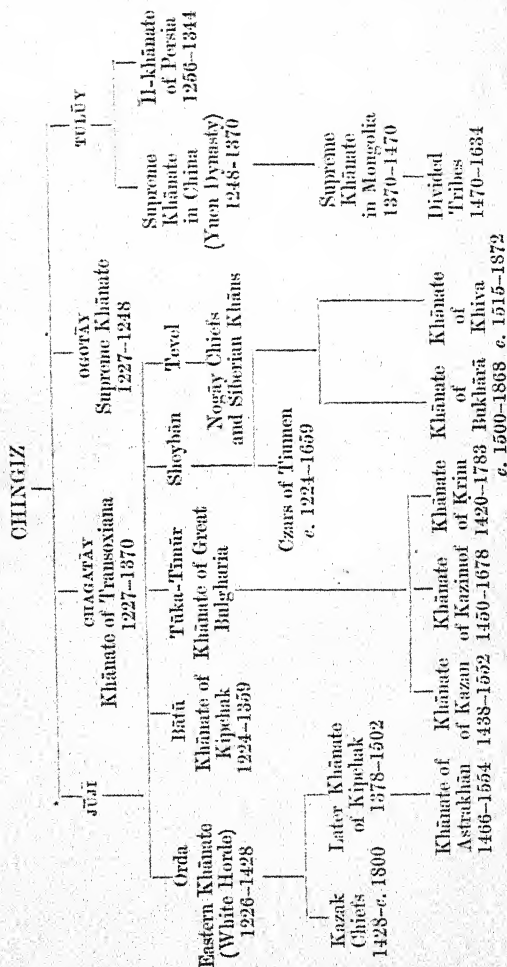 CHINGIZ
JŪJĪ
CHAGATĀY
Khānate of Transoxiana
1227–1370
OGOTĀY
Supreme Khānate
1227–1248
TULŪY
Orda
Eastern Khānate
(White Horde)
1226–1428
Bātū
Khānate of
Kipchak
1224–1359
Tūka-Tīmūr
Khānate of Great
Bulgharia
Sheybān
Tevel
Nogāy Chiefs
and Siberian Khāns
Supreme
Khānate
in China
(Yuen Dynasty)
1248–1370
Īl-khānate
of Persia
1256–1344
Czars of Tiumen
c. 1224–1659
Supreme
Khānate
in Mongolia
1370–1470
Kazak
Chiefs
1428–c. 1800
Later Khānate
of Kipchak
1378–1502
Divided
Tribes
1470–1634
Khānate of
Astrakhān
1466–1554
Khānate
of Kazan
1438–1552
Khānate
of Kazimof
1450–1678
Khānate
of Krim
1420–1783
Khānate
of
Bukhārā
c. 1500–1868
Khānate
of
Khiva
c. 1515–1872